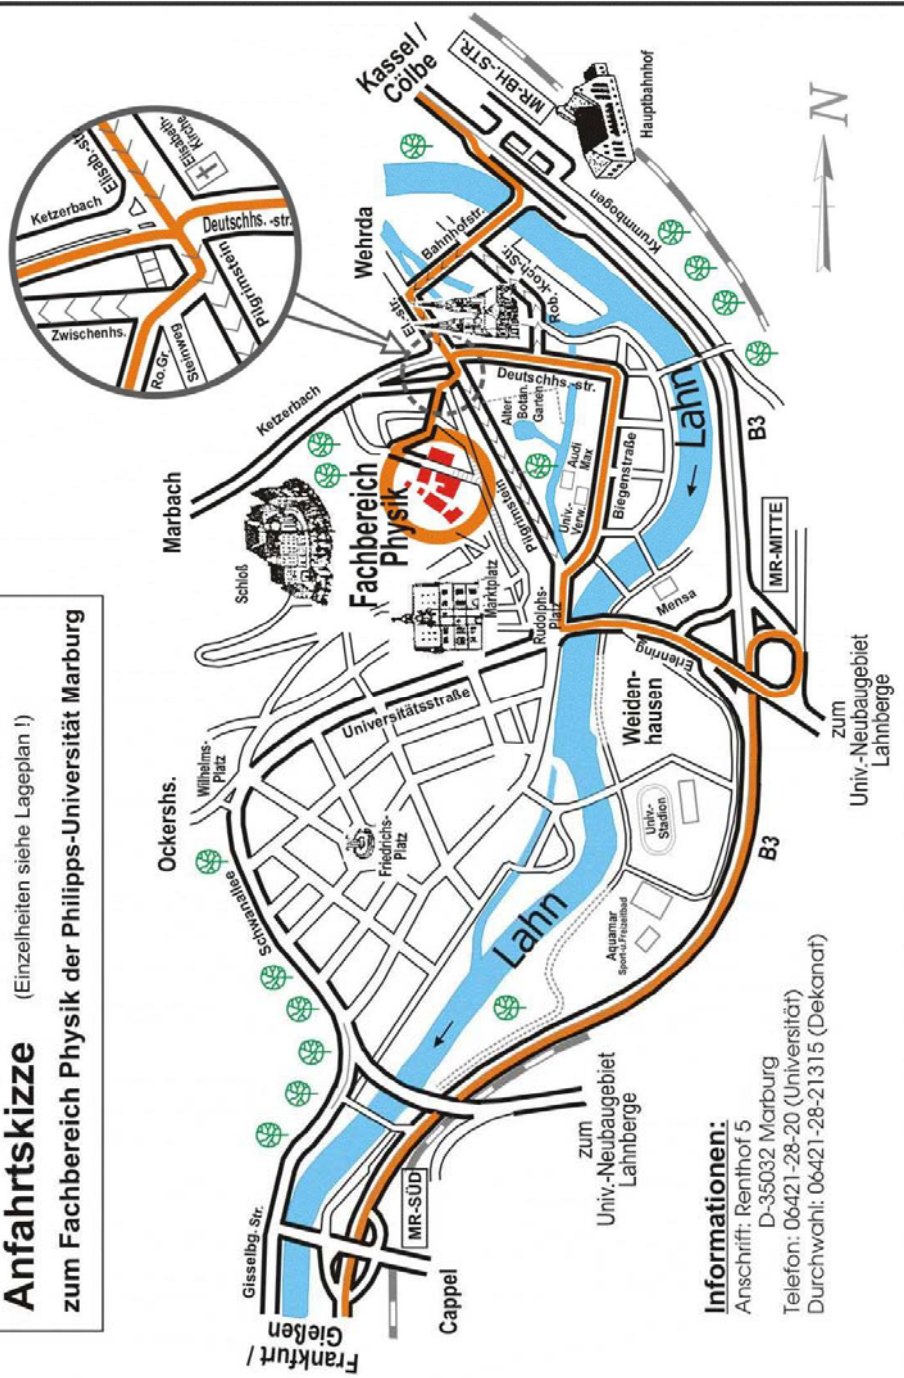 Anfahrtskizze (Einzelheiten siehe Lageplan !)
zum Fachbereich Physik der Philipps-Universität Marburg
Ketzerbach
Elisab.-str.
Elisabeth-
Kirche
Deutschhs.-str.
Pilgrimstein
Zwischenhs.
Ro.Gr.
Steinweg
Kassel /
Cölbe
MR-BH.-STR.
Hauptbahnhof
N
Wehrda
Bahnhofstr.
Krummbogen
El.-str.
Rob.-Koch-Str.
Marbach
Ketzerbach
Deutschhs.-str.
Alter
Botan.
Garten
Lahn
B3
Schloß
Fachbereich
Physik
Pilgrimstein
Audi
Max
Univ.-
Verw.
Biegenstraße
Marktplatz
Rudolphs-
Platz
Mensa
MR-MITTE
Erlenring
Ockershs.
Wilhelms-
Platz
Universitätsstraße
Weiden-
hausen
zum
Univ.-Neubaugebiet
Lahnberge
Schwanallee
Friedrichs-
Platz
Univ.-
Stadion
B3
Lahn
Aquamar
Sport-u.Freizeitbad
Gisselbg. Str.
MR-SÜD
zum
Univ.-Neubaugebiet
Lahnberge
Frankfurt /
Gießen
Cappel
Informationen:
Anschrift: Renthof 5
D-35032 Marburg
Telefon: 06421-28-20 (Universität)
Durchwahl: 06421-28-21315 (Dekanat)